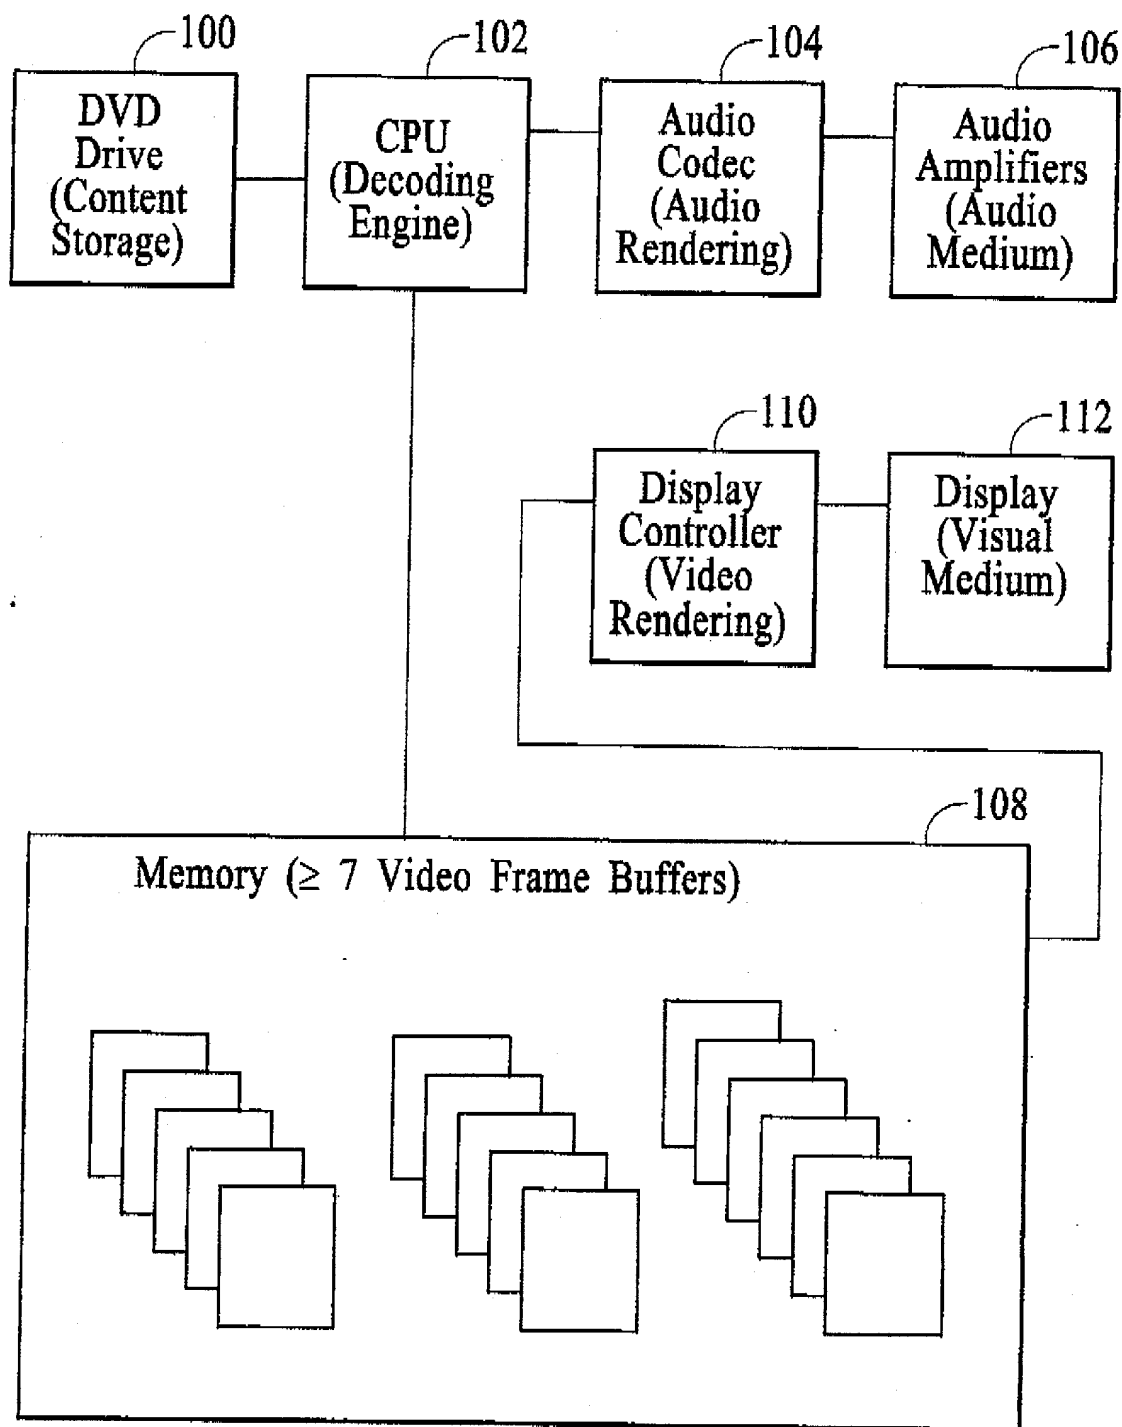 100
DVD
Drive
(Content
Storage)
102
CPU
(Decoding
Engine)
104
Audio
Codec
(Audio
Rendering)
106
Audio
Amplifiers
(Audio
Medium)
110
Display
Controller
(Video
Rendering)
112
Display
(Visual
Medium)
108
Memory (≥ 7 Video Frame Buffers)